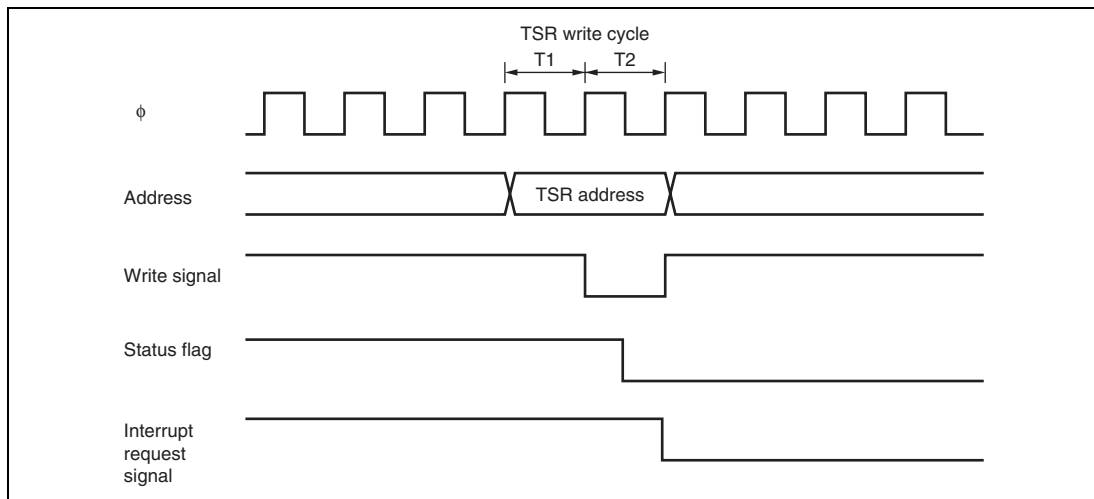 TSR write cycle
T1 T2
ϕ
Address
TSR address
Write signal
Status flag
Interrupt
request
signal